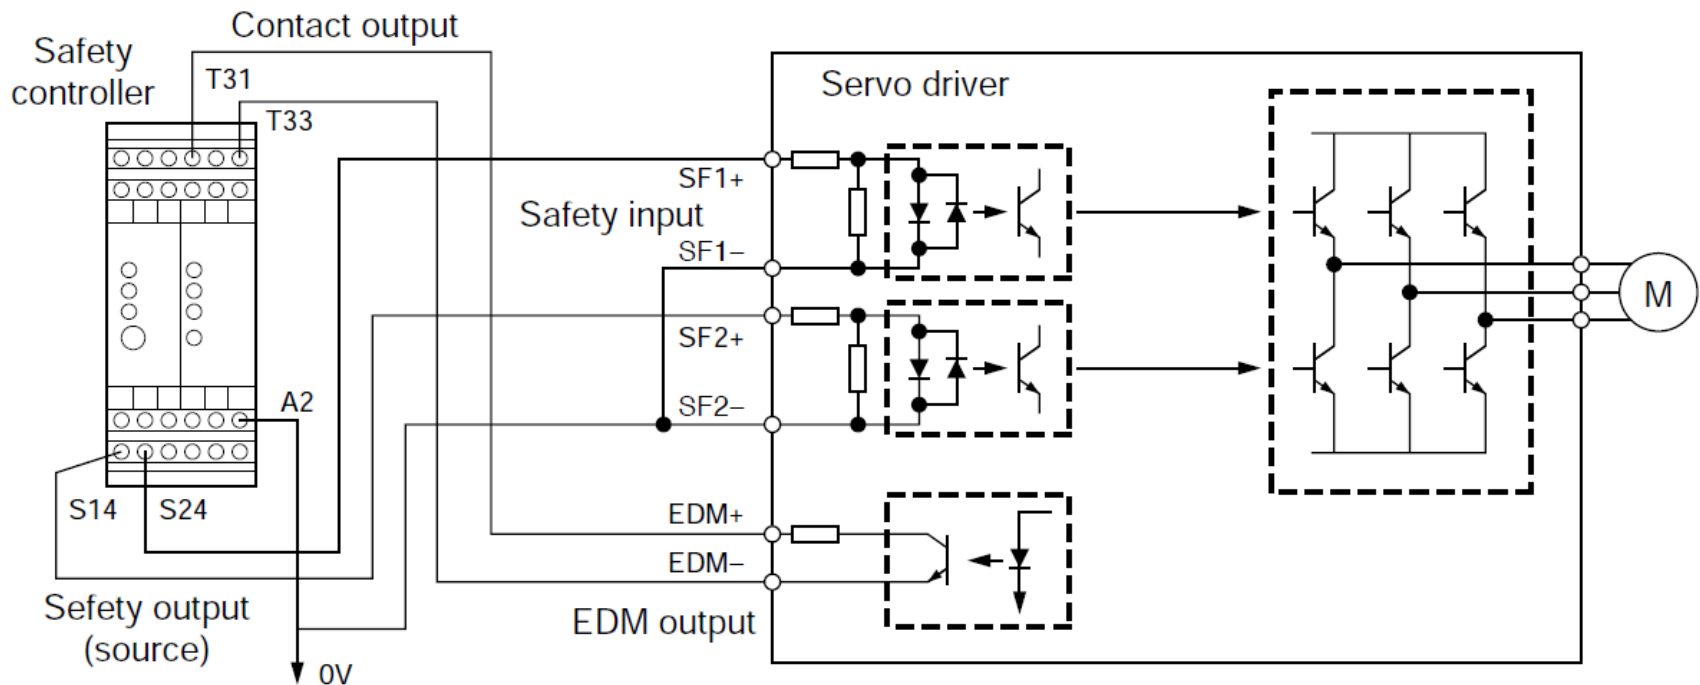 Contact output
Safety
controller
T31
T33
Servo driver
SF1+
Safety input
SF1−
SF2+
SF2−
M
A2
S14
S24
EDM+
EDM−
Sefety output
(source)
EDM output
0V